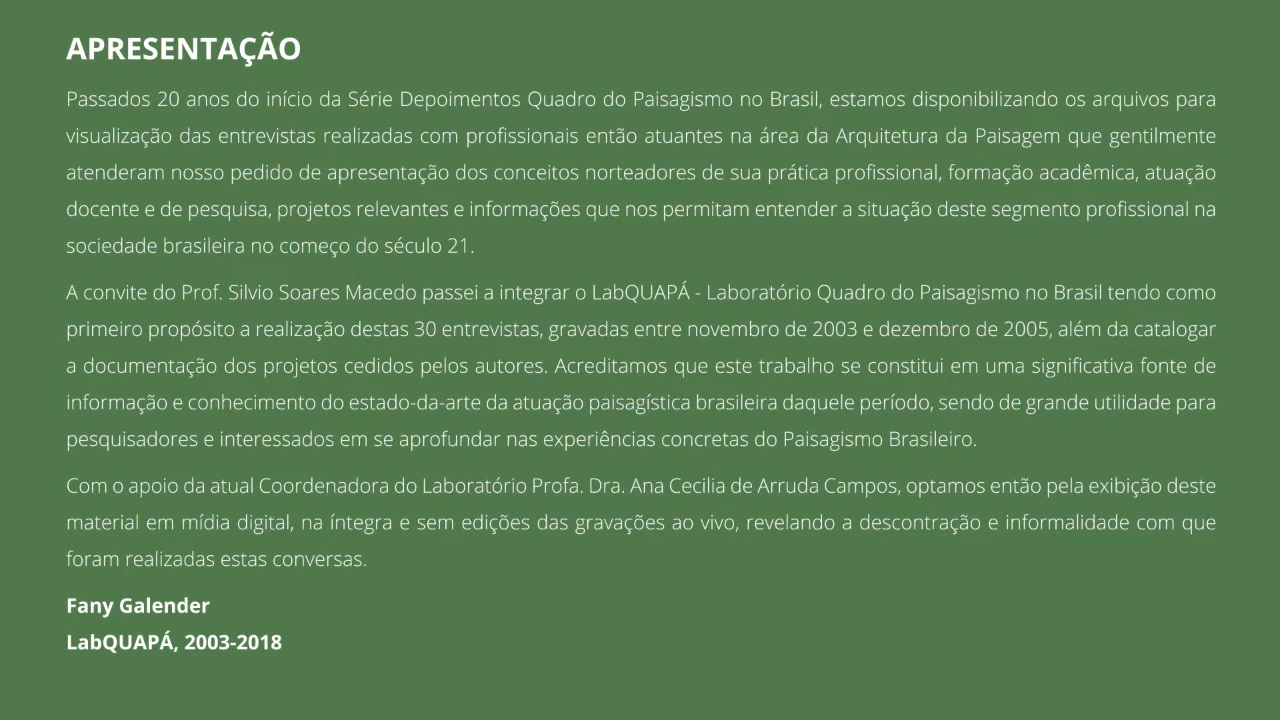 APRESENTAÇÃO
Passados 20 anos do início da Série Depoimentos Quadro do Paisagismo no Brasil, estamos disponibilizando os arquivos para
visualização das entrevistas realizadas com profissionais então atuantes na área da Arquitetura da Paisagem que gentilmente
atenderam nosso pedido de apresentação dos conceitos norteadores de sua prática profissional, formação acadêmica, atuação
docente e de pesquisa, projetos relevantes e informações que nos permitam entender a situação deste segmento profissional na
sociedade brasileira no começo do século 21.
A convite do Prof. Silvio Soares Macedo passei a integrar o LabQUAPÁ - Laboratório Quadro do Paisagismo no Brasil tendo como
primeiro propósito a realização destas 30 entrevistas, gravadas entre novembro de 2003 e dezembro de 2005, além da catalogar
a documentação dos projetos cedidos pelos autores. Acreditamos que este trabalho se constitui em uma significativa fonte de
informação e conhecimento do estado-da-arte da atuação paisagística brasileira daquele período, sendo de grande utilidade para
pesquisadores e interessados em se aprofundar nas experiências concretas do Paisagismo Brasileiro.
Com o apoio da atual Coordenadora do Laboratório Profa. Dra. Ana Cecilia de Arruda Campos, optamos então pela exibição deste
material em mídia digital, na íntegra e sem edições das gravações ao vivo, revelando a descontração e informalidade com que
foram realizadas estas conversas.
Fany Galender
LabQUAPÁ, 2003-2018